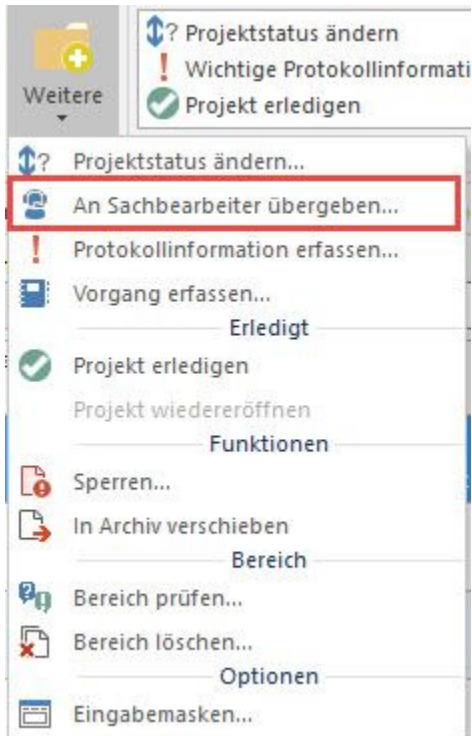 ? Projektstatus ändern
! Wichtige
Weitere
Projekt erledigen
? Projektstatus ändern...
An Sachbearbeiter übergeben...
! Protokollinformation erfassen...
Vorgang erfassen...
Erledigt
Projekt erledigen
Projekt wiedereröffnen
Funktionen
Sperren...
In Archiv verschieben
Bereich
Bereich prüfen...
Bereich löschen...
Optionen
Eingabemasken...